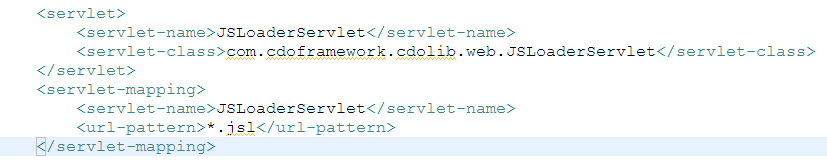 <servlet>
<servlet-name>JSLoaderServlet</servlet-name>
<servlet-class>com.cdoframework.cdolib.web.JSLoaderServlet</servlet-class>
</servlet>
<servlet-mapping>
<servlet-name>JSLoaderServlet</servlet-name>
<url-pattern>*.jsl</url-pattern>
</servlet-mapping>